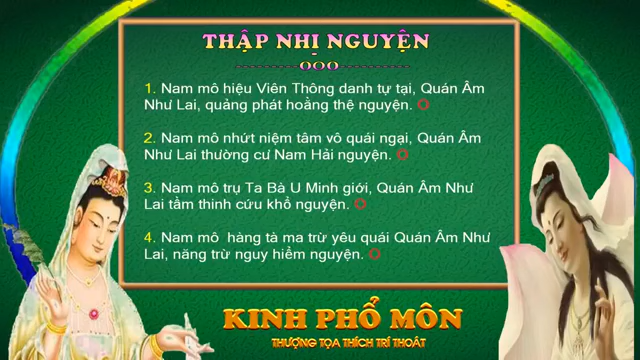 THẬP NHỊ NGUYỆN
----------OOO----------
1. Nam mô hiệu Viên Thông danh tự tại, Quán Âm
Như Lai, quảng phát hoằng thệ nguyện. O
2. Nam mô nhứt niệm tâm vô quái ngại, Quán Âm
Như Lai thường cư Nam Hải nguyện. O
3. Nam mô trụ Ta Bà U Minh giới, Quán Âm Như
Lai tầm thinh cứu khổ nguyện. O
4. Nam mô hàng tà ma trừ yêu quái Quán Âm Như
Lai, năng trừ nguy hiểm nguyện. O
KINH PHỔ MÔN
THƯỢNG TỌA THÍCH TRÍ THOÁT